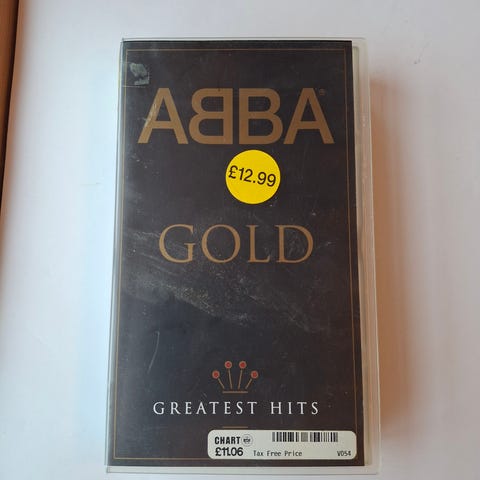 ABBA®
£12.99
GOLD
GREATEST HITS
CHART
£11.06 Tax Free Price V054